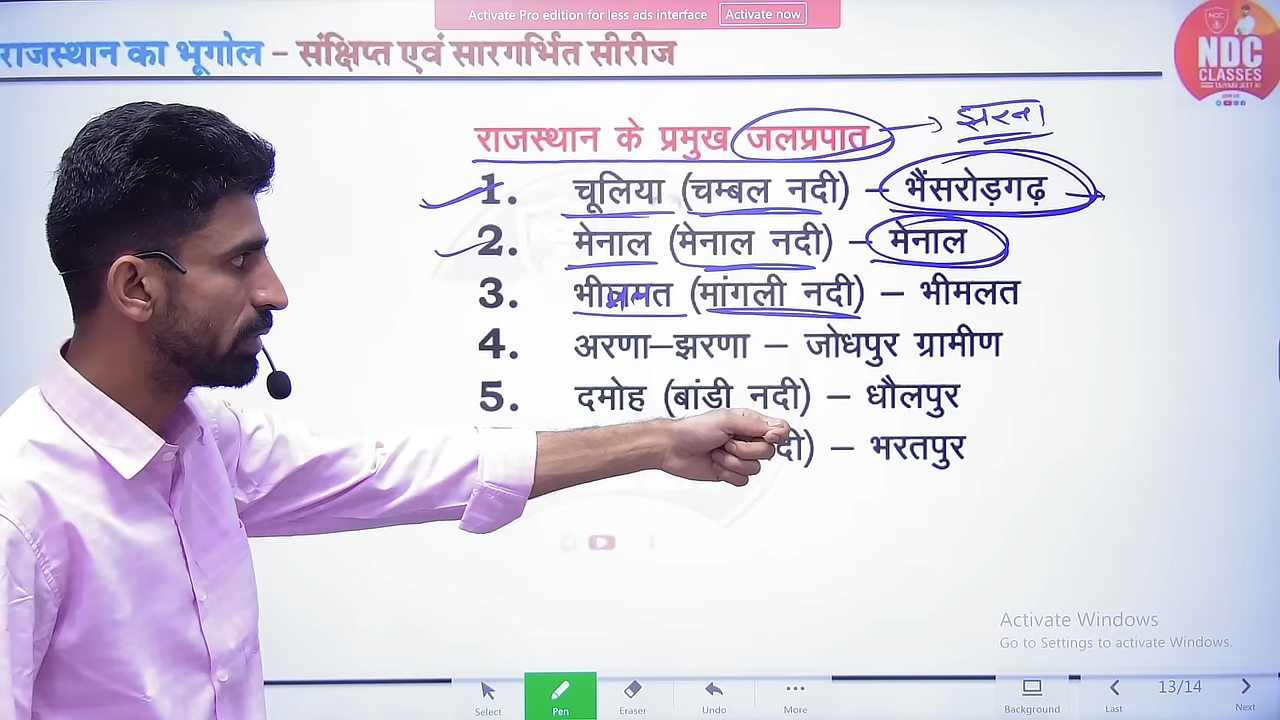 Activate Pro edition for less ads interface Activate now
राजस्थान का भूगोल – संक्षिप्त एवं सारगर्भित सीरीज
NDC
CLASSES
राजस्थान के प्रमुख जलप्रपात → झरना
1. चूलिया (चम्बल नदी) – भैंसरोड़गढ़
2. मेनाल (मेनाल नदी) – मेनाल
3. भीमलत (मांगली नदी) – भीमलत
4. अरणा–झरणा – जोधपुर ग्रामीण
5. दमोह (बांडी नदी) – धौलपुर
दी) – भरतपुर
Activate Windows
Go to Settings to activate Windows.
Select Pen Eraser Undo More Background Last 13/14 Next